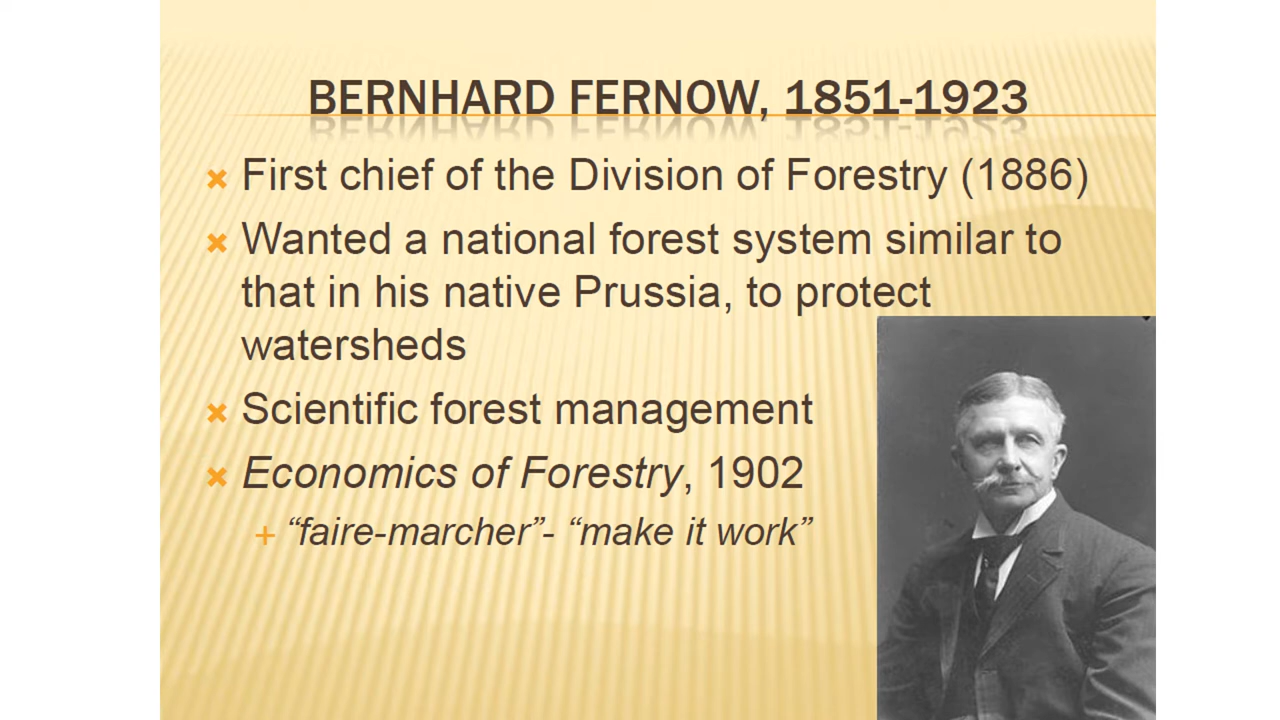 BERNHARD FERNOW, 1851-1923
First chief of the Division of Forestry (1886)
Wanted a national forest system similar to
that in his native Prussia, to protect
watersheds
Scientific forest management
Economics of Forestry, 1902
“faire-marcher”- “make it work”